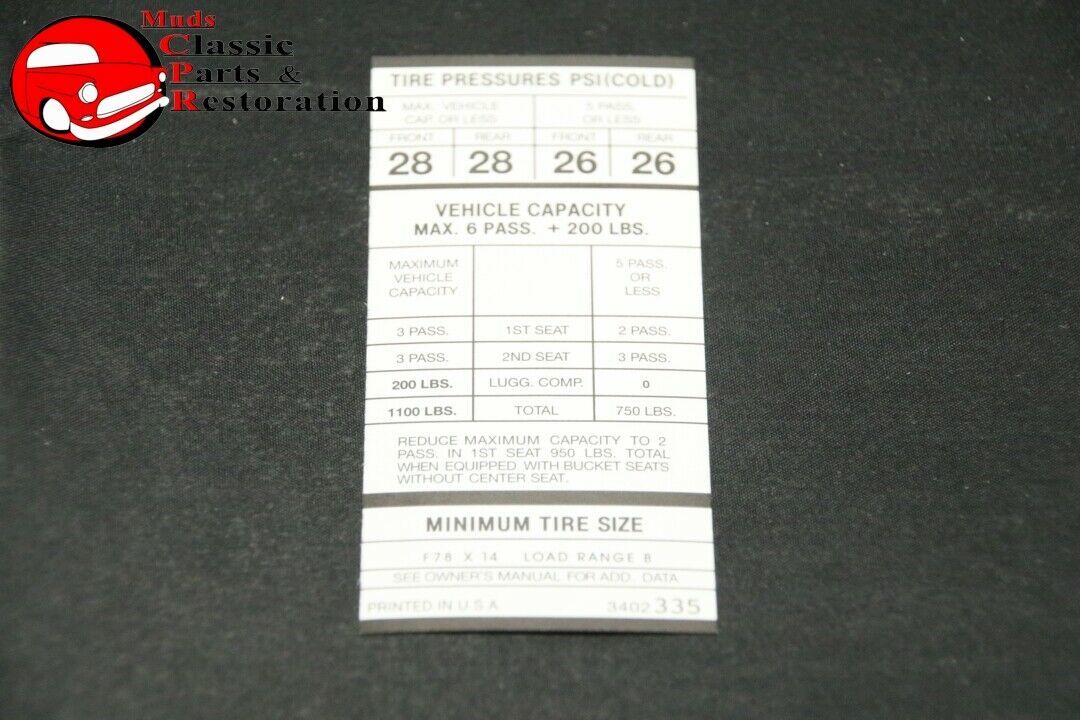 Muds
Classic
Parts &
Restoration
TIRE PRESSURES PSI(COLD)
MAX. VEHICLE CAP. OR LESS
5 PASS. OR LESS
FRONT REAR FRONT REAR
28 28 26 26
VEHICLE CAPACITY
MAX. 6 PASS. + 200 LBS.
MAXIMUM VEHICLE CAPACITY
5 PASS. OR LESS
3 PASS. 1ST SEAT 2 PASS.
3 PASS. 2ND SEAT 3 PASS.
200 LBS. LUGG. COMP. 0
1100 LBS. TOTAL 750 LBS.
REDUCE MAXIMUM CAPACITY TO 2
PASS. IN 1ST SEAT 950 LBS. TOTAL
WHEN EQUIPPED WITH BUCKET SEATS
WITHOUT CENTER SEAT.
MINIMUM TIRE SIZE
F78 X 14 LOAD RANGE B
SEE OWNER'S MANUAL FOR ADD. DATA
PRINTED IN U.S.A. 3402335